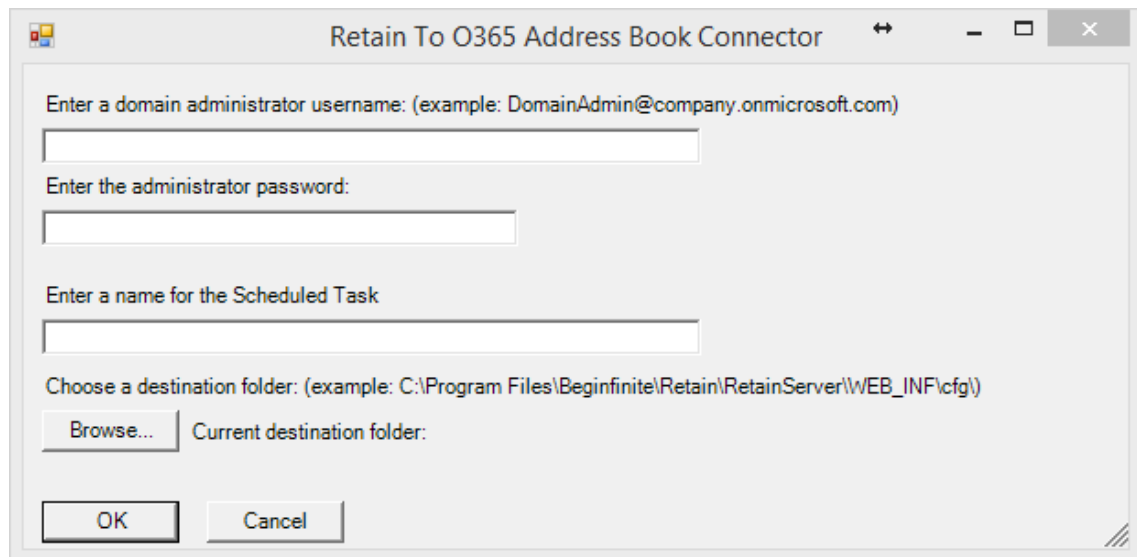 Retain To O365 Address Book Connector
Enter a domain administrator username: (example: DomainAdmin@company.onmicrosoft.com)
Enter the administrator password:
Enter a name for the Scheduled Task
Choose a destination folder: (example: C:\Program Files\Beginfinite\Retain\RetainServer\WEB_INF\cfg\)
Browse... Current destination folder:
OK Cancel